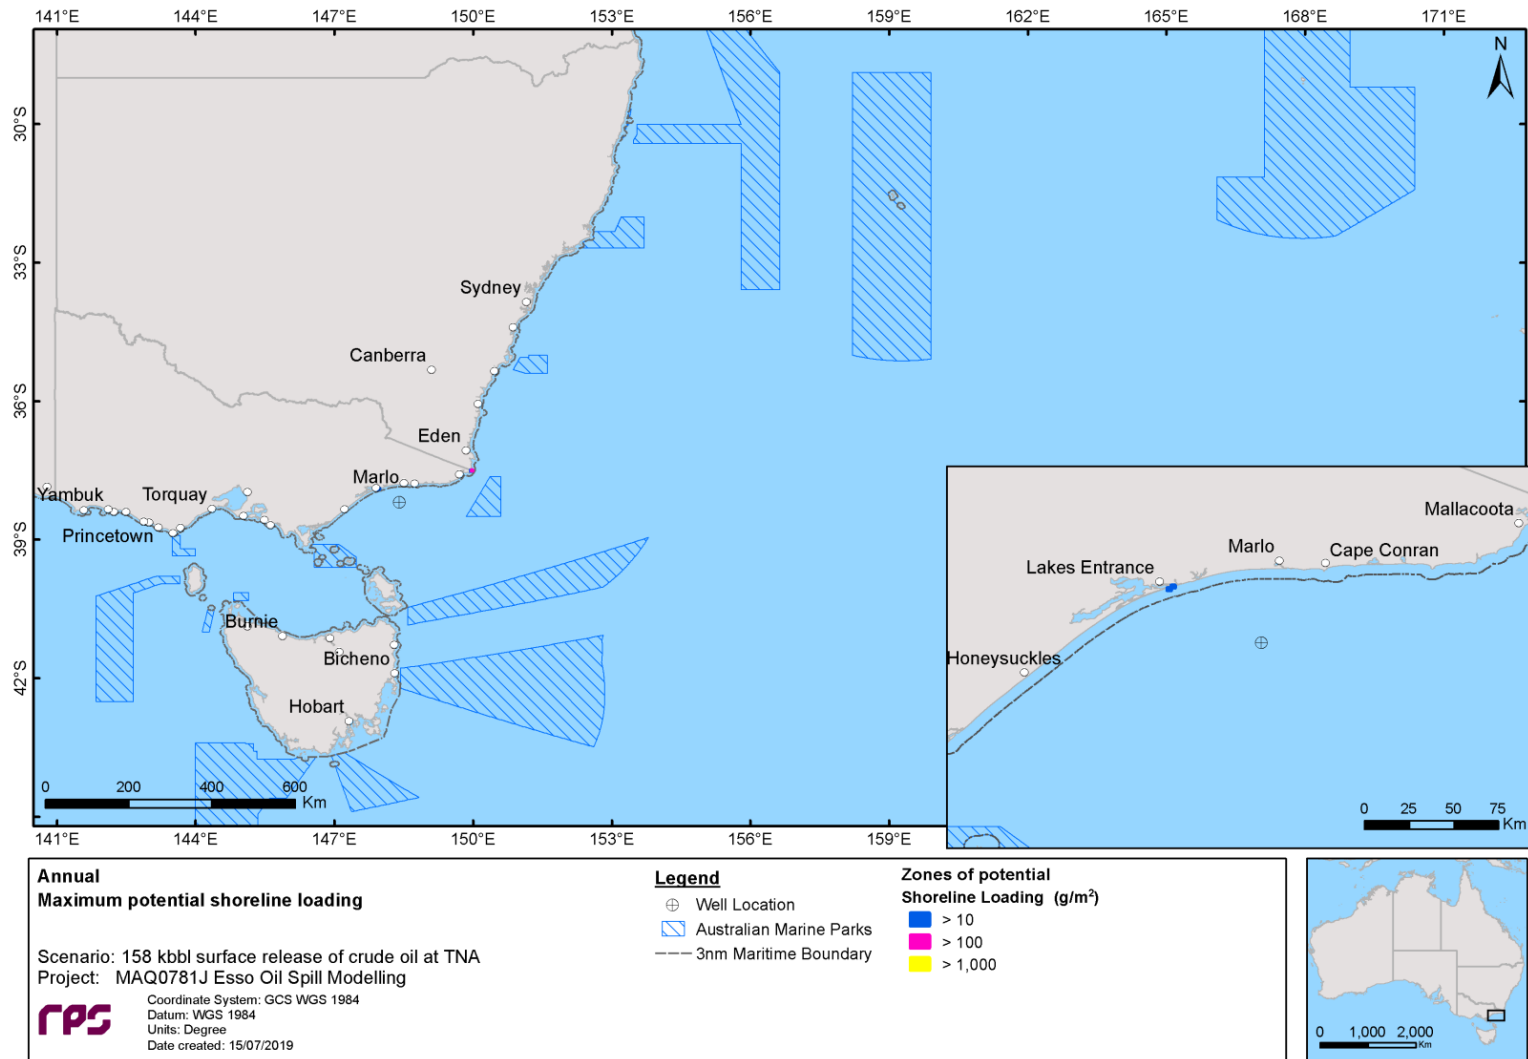 141°E 144°E 147°E 150°E 153°E 156°E 159°E 162°E 165°E 168°E 171°E
N
30°S
33°S
36°S
39°S
42°S
Sydney
Canberra
Eden
Marlo
Yambuk
Torquay
Princetown
Burnie
Bicheno
Hobart
0 200 400 600
Km
Mallacoota
Marlo
Cape Conran
Lakes Entrance
Honeysuckles
0 25 50 75
Km
141°E 144°E 147°E 150°E 153°E 156°E 159°E
Annual
Maximum potential shoreline loading
Scenario: 158 kbbl surface release of crude oil at TNA
Project: MAQ0781J Esso Oil Spill Modelling
rps
Coordinate System: GCS WGS 1984
Datum: WGS 1984
Units: Degree
Date created: 15/07/2019
Legend
Well Location
Australian Marine Parks
3nm Maritime Boundary
Zones of potential
Shoreline Loading (g/m²)
> 10
> 100
> 1,000
0 1,000 2,000
Km